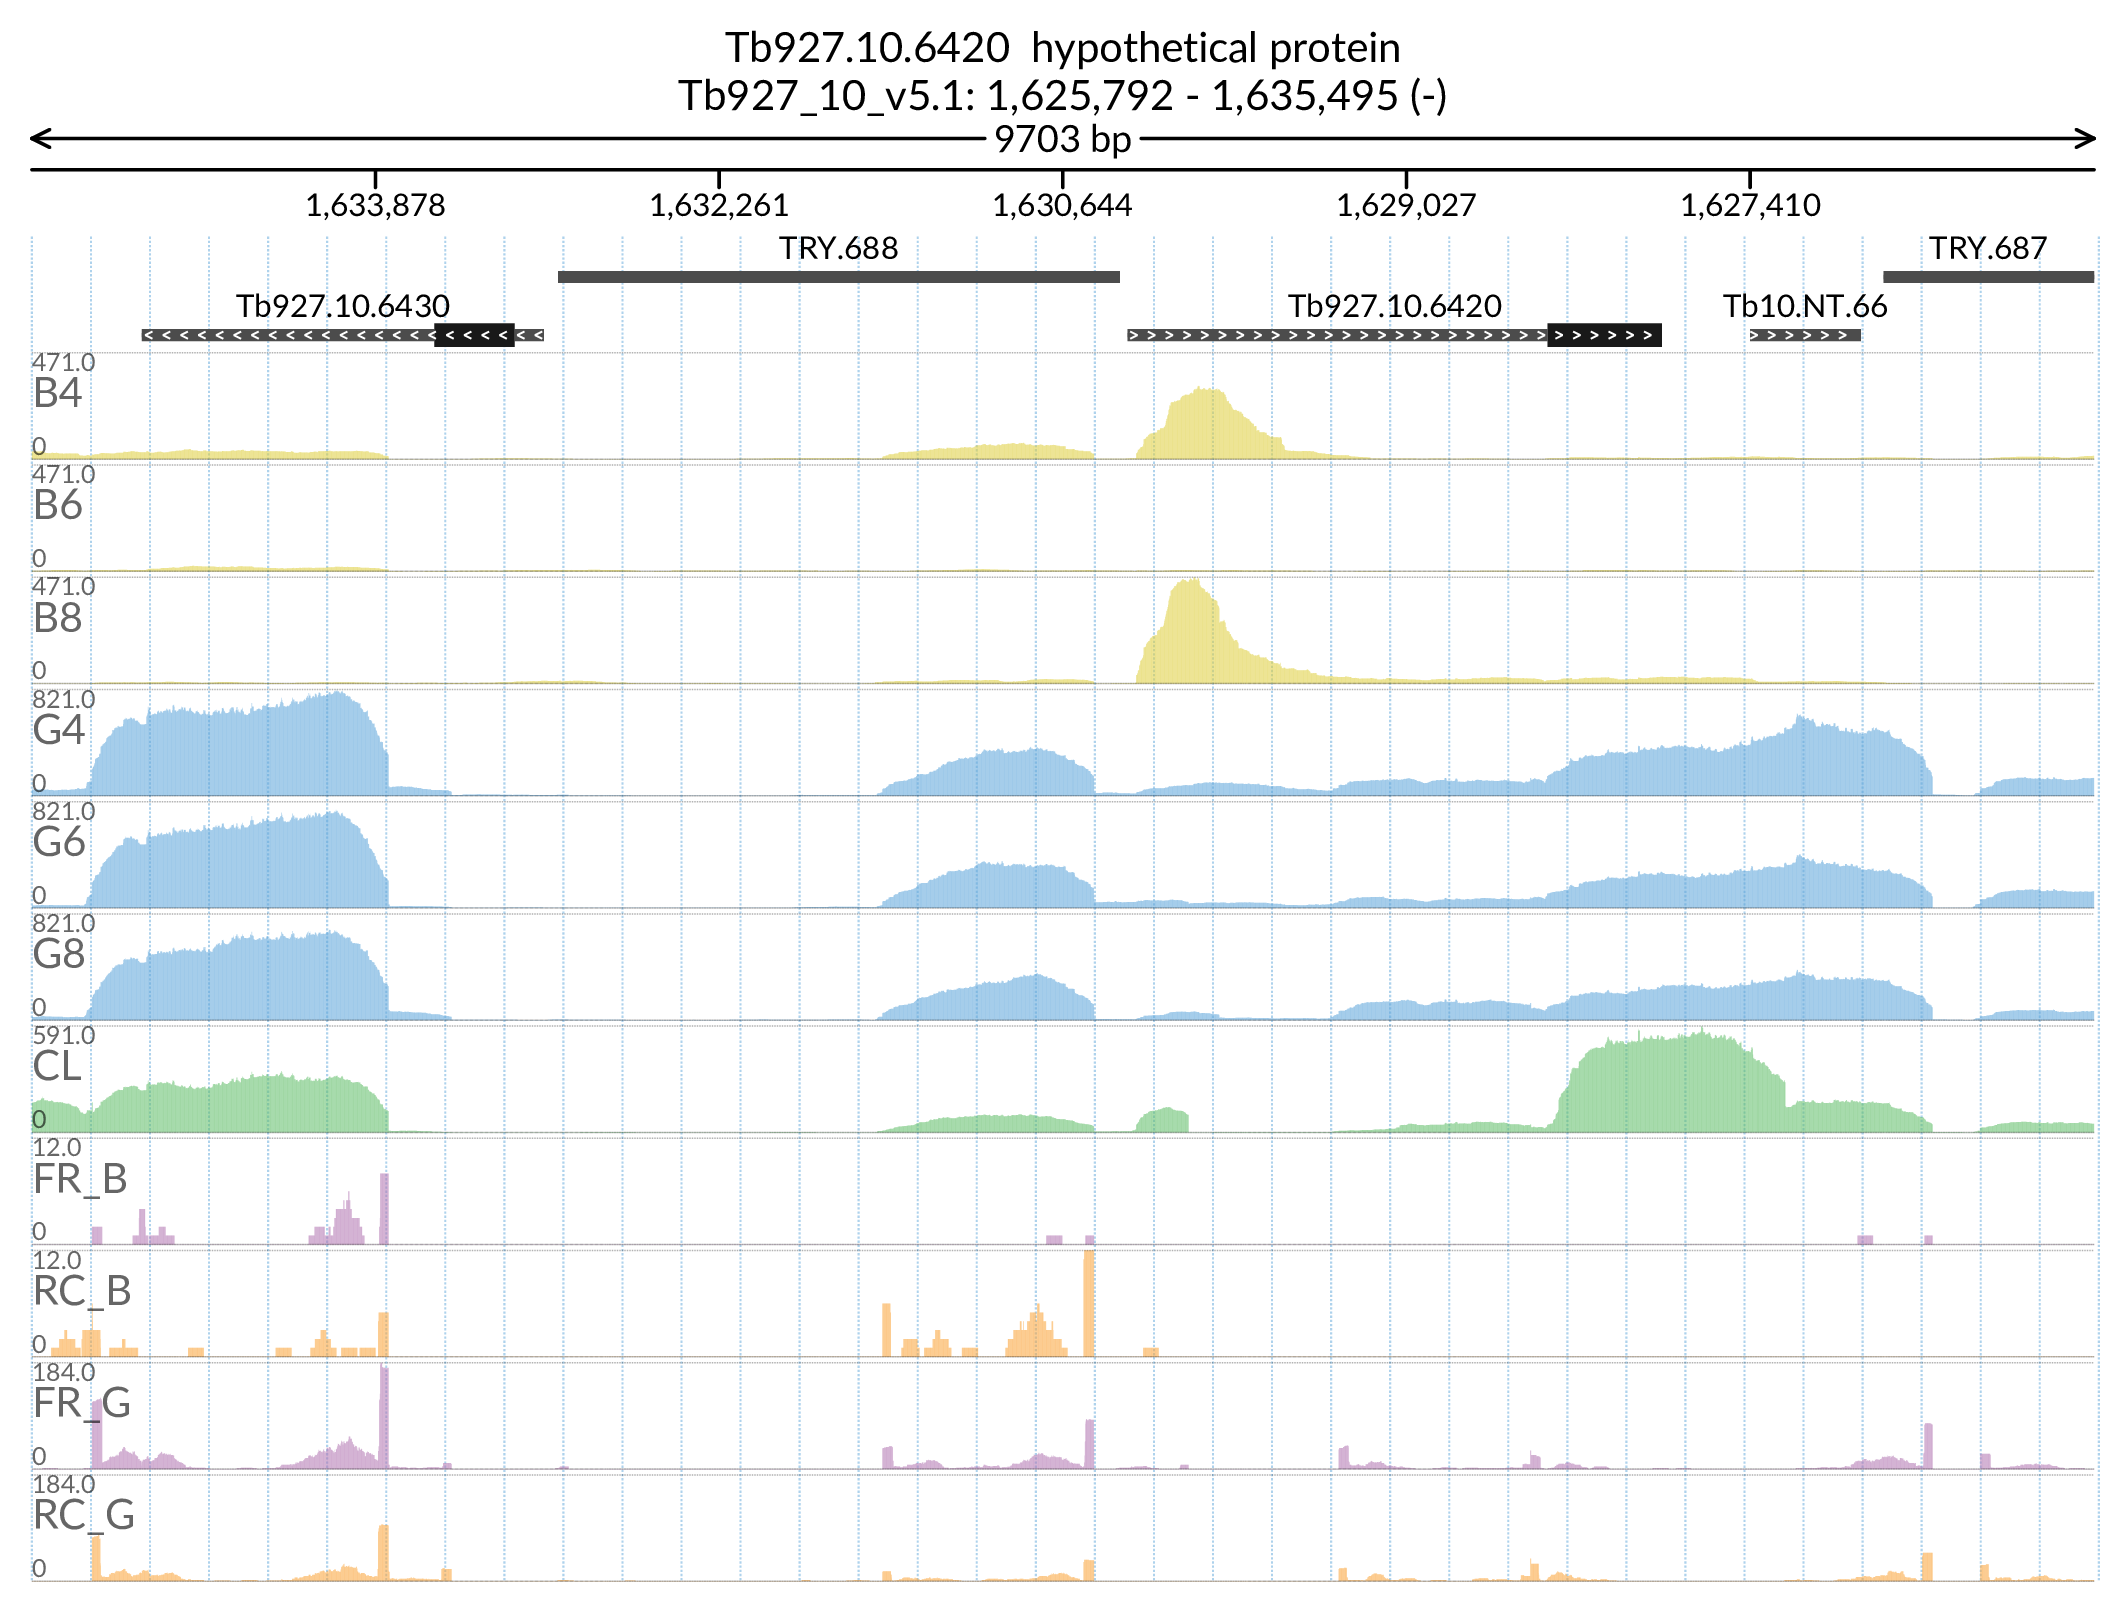 Tb927.10.6420 hypothetical protein
Tb927_10_v5.1: 1,625,792 - 1,635,495 (-)
9703 bp
1,633,878 1,632,261 1,630,644 1,629,027 1,627,410
TRY.688 TRY.687
Tb927.10.6430 Tb927.10.6420 Tb10.NT.66
471.0
B4
0
471.0
B6
0
471.0
B8
0
821.0
G4
0
821.0
G6
0
821.0
G8
0
591.0
CL
0
12.0
FR_B
0
12.0
RC_B
0
184.0
FR_G
0
184.0
RC_G
0